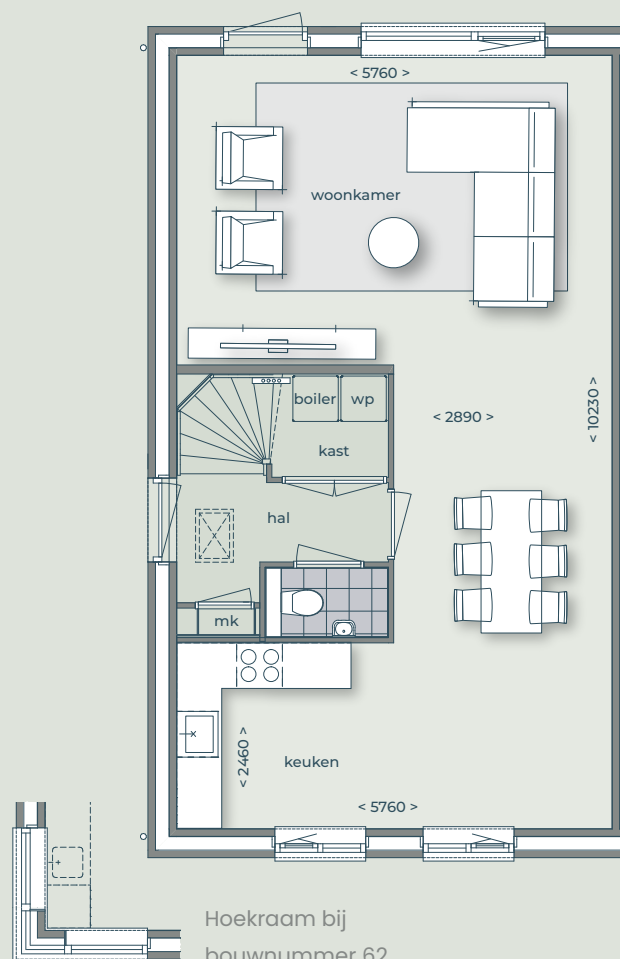 < 5760 >
woonkamer
boiler wp
< 2890 >
< 10230 >
kast
hal
mk
< 2460 >
keuken
< 5760 >
Hoekraam bij
bouwnummer 62